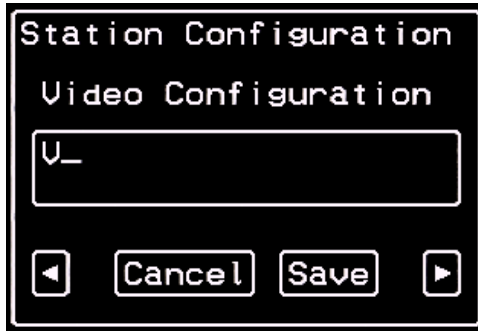 Station Configuration
Video Configuration
V_
◄ Cancel Save ►